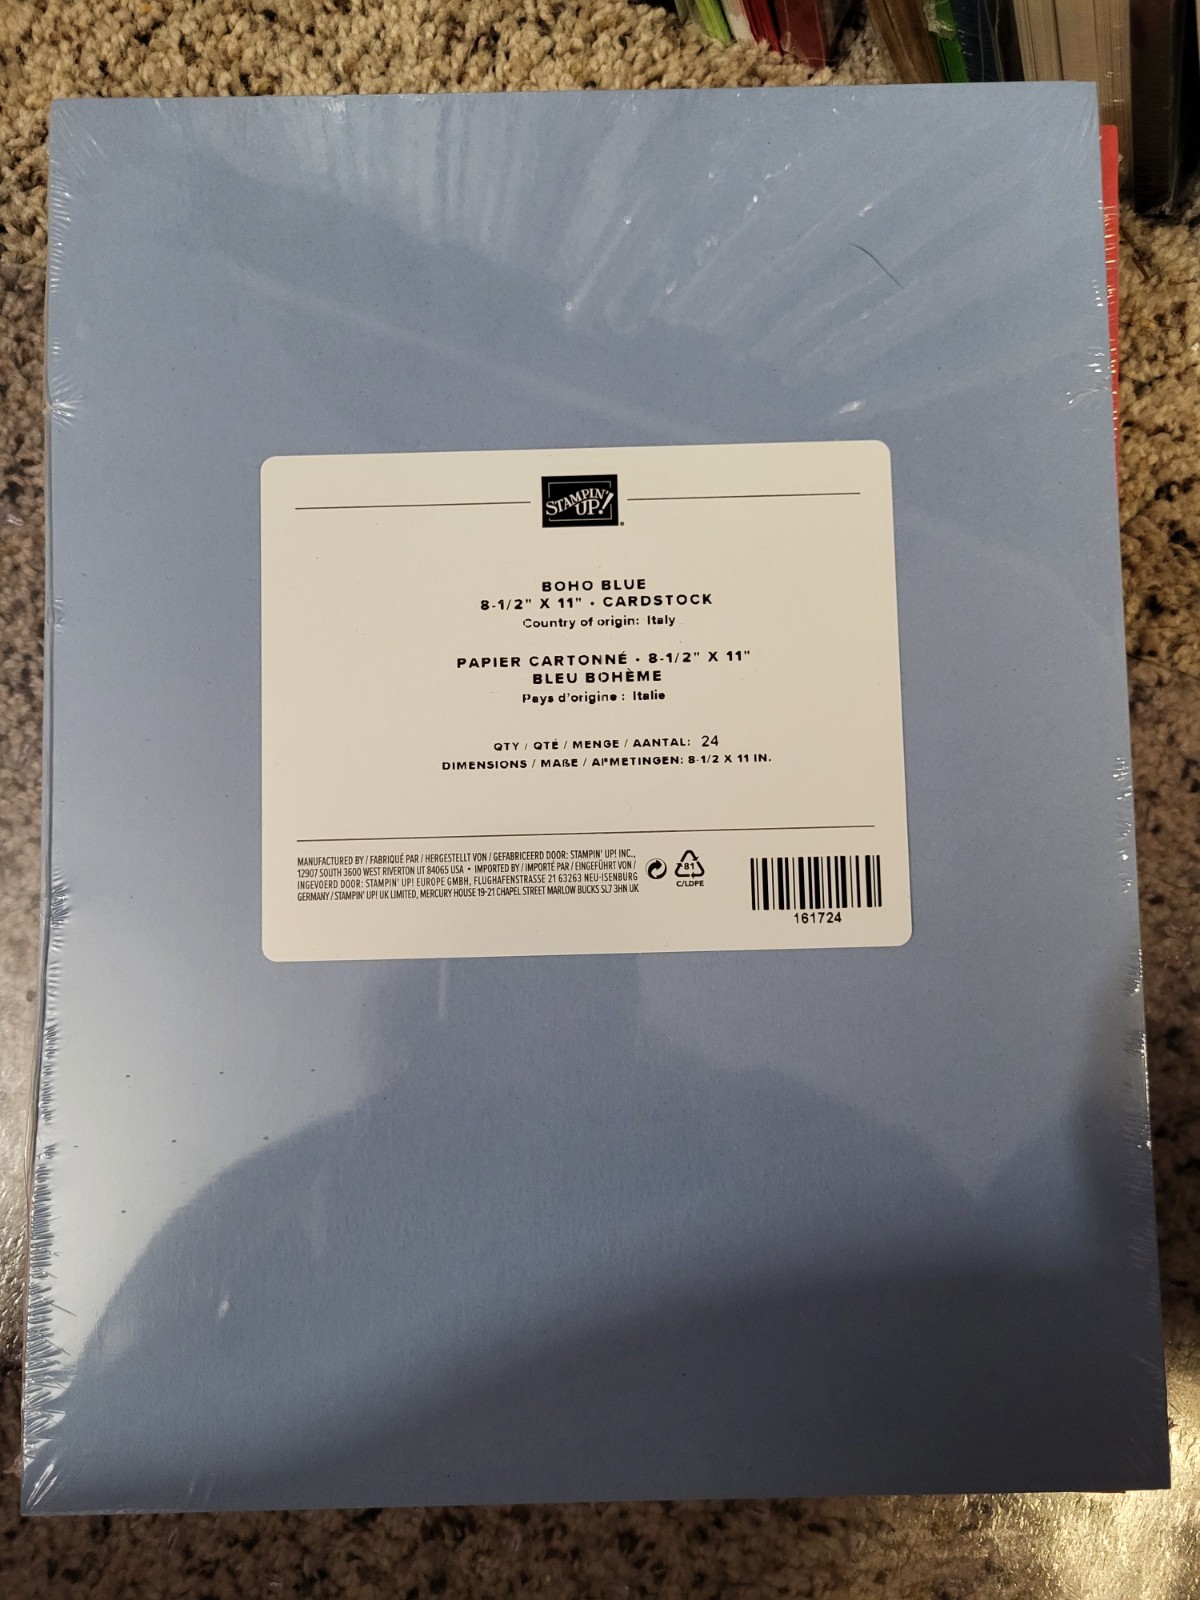 STAMPIN' UP!
BOHO BLUE
8-1/2" X 11" • CARDSTOCK
Country of origin: Italy
PAPIER CARTONNÉ • 8-1/2" X 11"
BLEU BOHÈME
Pays d'origine : Italie
QTY / QTÉ / MENGE / AANTAL: 24
DIMENSIONS / MAßE / AFMETINGEN: 8-1/2 X 11 IN.
MANUFACTURED BY / FABRIQUÉ PAR / HERGESTELLT VON / GEFABRICEERD DOOR: STAMPIN' UP! INC.,
12907 SOUTH 3600 WEST RIVERTON UT 84065 USA • IMPORTED BY / IMPORTÉ PAR / EINGEFÜHRT VON /
INGEVOERD DOOR: STAMPIN' UP! EUROPE GMBH, FLUGHAFENSTRASSE 21 63263 NEU-ISENBURG
GERMANY / STAMPIN' UP! UK LIMITED, MERCURY HOUSE 19-21 CHAPEL STREET MARLOW BUCKS SL7 3HN UK
81
C/LDPE
161724